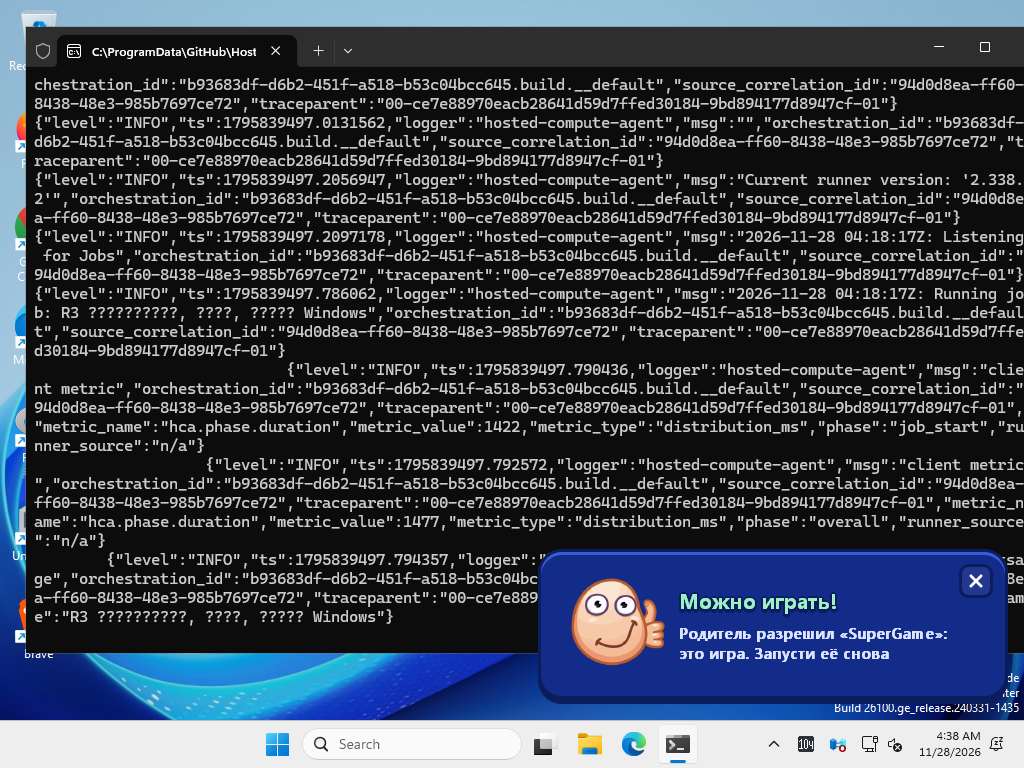 C:\ProgramData\GitHub\Host
chestration_id":"b93683df-d6b2-451f-a518-b53c04bcc645.build.__default","source_correlation_id":"94d0d8ea-ff60-
8438-48e3-985b7697ce72","traceparent":"00-ce7e88970eacb28641d59d7ffed30184-9bd894177d8947cf-01"}
{"level":"INFO","ts":1795839497.0131562,"logger":"hosted-compute-agent","msg":"","orchestration_id":"b93683df-
d6b2-451f-a518-b53c04bcc645.build.__default","source_correlation_id":"94d0d8ea-ff60-8438-48e3-985b7697ce72","t
raceparent":"00-ce7e88970eacb28641d59d7ffed30184-9bd894177d8947cf-01"}
{"level":"INFO","ts":1795839497.2056947,"logger":"hosted-compute-agent","msg":"Current runner version: '2.338.
2'","orchestration_id":"b93683df-d6b2-451f-a518-b53c04bcc645.build.__default","source_correlation_id":"94d0d8e
a-ff60-8438-48e3-985b7697ce72","traceparent":"00-ce7e88970eacb28641d59d7ffed30184-9bd894177d8947cf-01"}
{"level":"INFO","ts":1795839497.2097178,"logger":"hosted-compute-agent","msg":"2026-11-28 04:18:17Z: Listening
for Jobs","orchestration_id":"b93683df-d6b2-451f-a518-b53c04bcc645.build.__default","source_correlation_id":"
94d0d8ea-ff60-8438-48e3-985b7697ce72","traceparent":"00-ce7e88970eacb28641d59d7ffed30184-9bd894177d8947cf-01"}
{"level":"INFO","ts":1795839497.786062,"logger":"hosted-compute-agent","msg":"2026-11-28 04:18:17Z: Running jo
b: R3 ??????????, ????, ????? Windows","orchestration_id":"b93683df-d6b2-451f-a518-b53c04bcc645.build.__defaul
t","source_correlation_id":"94d0d8ea-ff60-8438-48e3-985b7697ce72","traceparent":"00-ce7e88970eacb28641d59d7ffe
d30184-9bd894177d8947cf-01"}
{"level":"INFO","ts":1795839497.790436,"logger":"hosted-compute-agent","msg":"clie
nt metric","orchestration_id":"b93683df-d6b2-451f-a518-b53c04bcc645.build.__default","source_correlation_id":"
94d0d8ea-ff60-8438-48e3-985b7697ce72","traceparent":"00-ce7e88970eacb28641d59d7ffed30184-9bd894177d8947cf-01",
"metric_name":"hca.phase.duration","metric_value":1422,"metric_type":"distribution_ms","phase":"job_start","ru
nner_source":"n/a"}
{"level":"INFO","ts":1795839497.792572,"logger":"hosted-compute-agent","msg":"client metric
","orchestration_id":"b93683df-d6b2-451f-a518-b53c04bcc645.build.__default","source_correlation_id":"94d0d8ea-
ff60-8438-48e3-985b7697ce72","traceparent":"00-ce7e88970eacb28641d59d7ffed30184-9bd894177d8947cf-01","metric_n
ame":"hca.phase.duration","metric_value":1477,"metric_type":"distribution_ms","phase":"overall","runner_source
":"n/a"}
{"level":"INFO","ts":1795839497.794357,"logger":
ge","orchestration_id":"b93683df-d6b2-451f-a518-b53c04bc
a-ff60-8438-48e3-985b7697ce72","traceparent":"00-ce7e889
e":"R3 ??????????, ????, ????? Windows"}
Можно играть!
Родитель разрешил «SuperGame»:
это игра. Запусти её снова
Brave
Build 26100.ge_release.240331-1435
Search
104
4:38 AM
11/28/2026